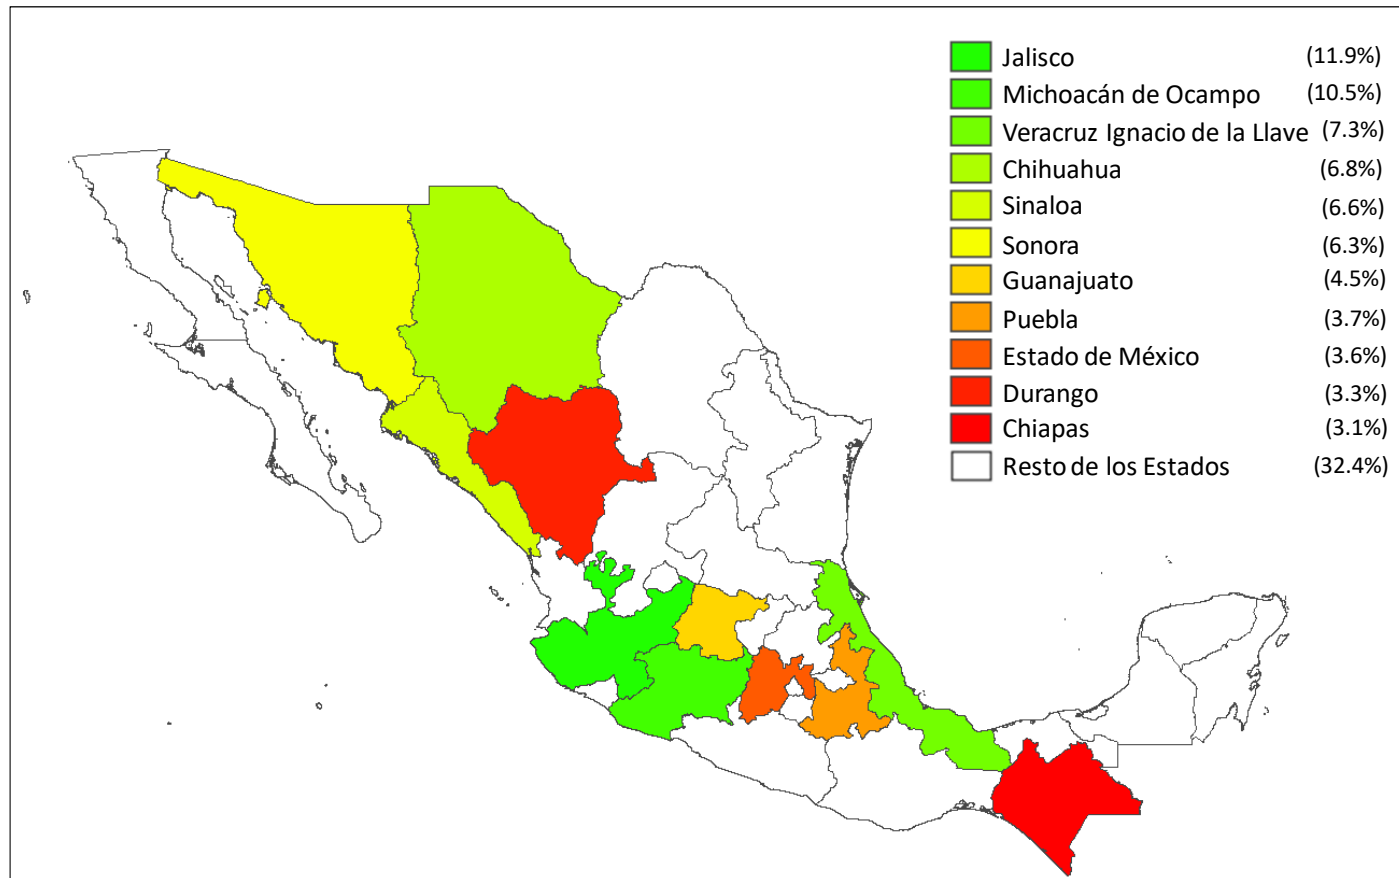 Jalisco (11.9%)
Michoacán de Ocampo (10.5%)
Veracruz Ignacio de la Llave (7.3%)
Chihuahua (6.8%)
Sinaloa (6.6%)
Sonora (6.3%)
Guanajuato (4.5%)
Puebla (3.7%)
Estado de México (3.6%)
Durango (3.3%)
Chiapas (3.1%)
Resto de los Estados (32.4%)